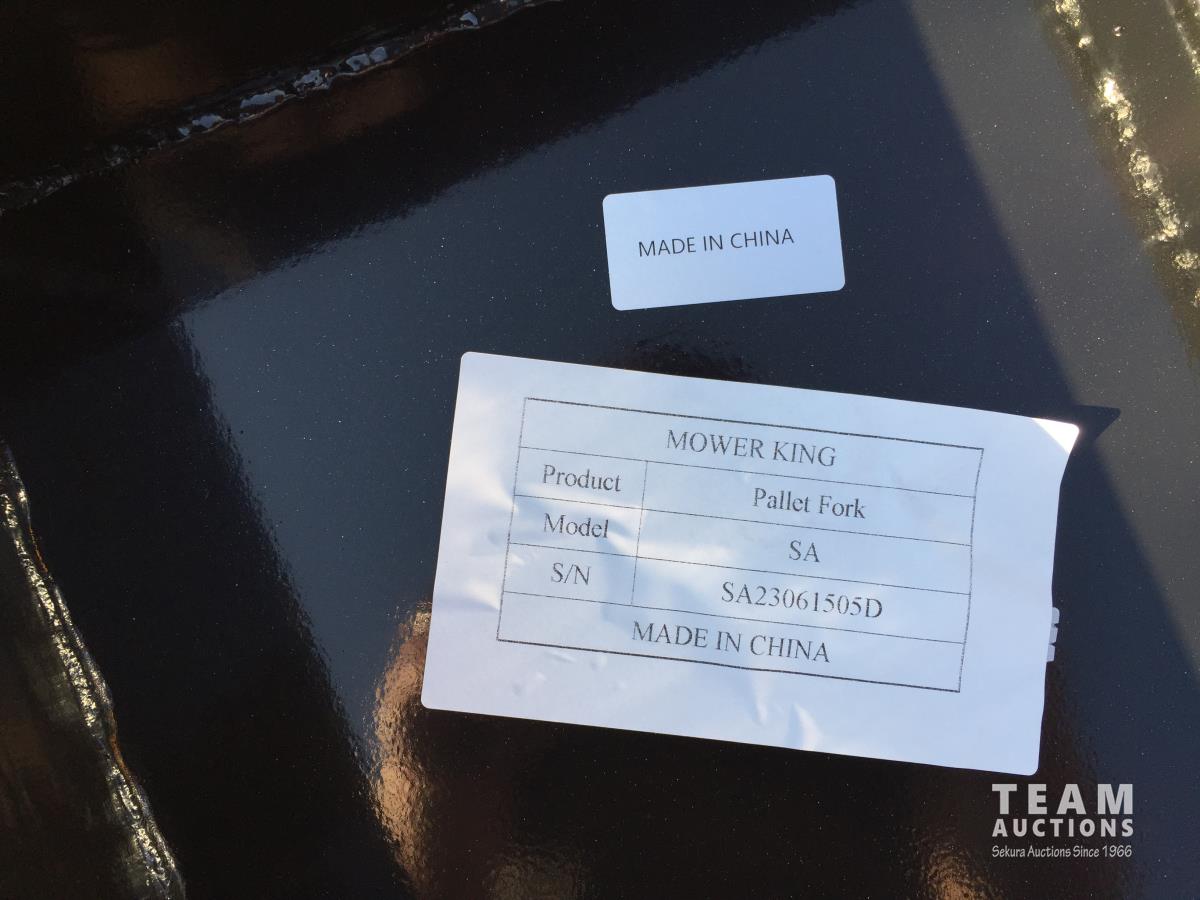 MADE IN CHINA
MOWER KING
Product Pallet Fork
Model SA
S/N SA23061505D
MADE IN CHINA
TEAM
AUCTIONS
Sekura Auctions Since 1966